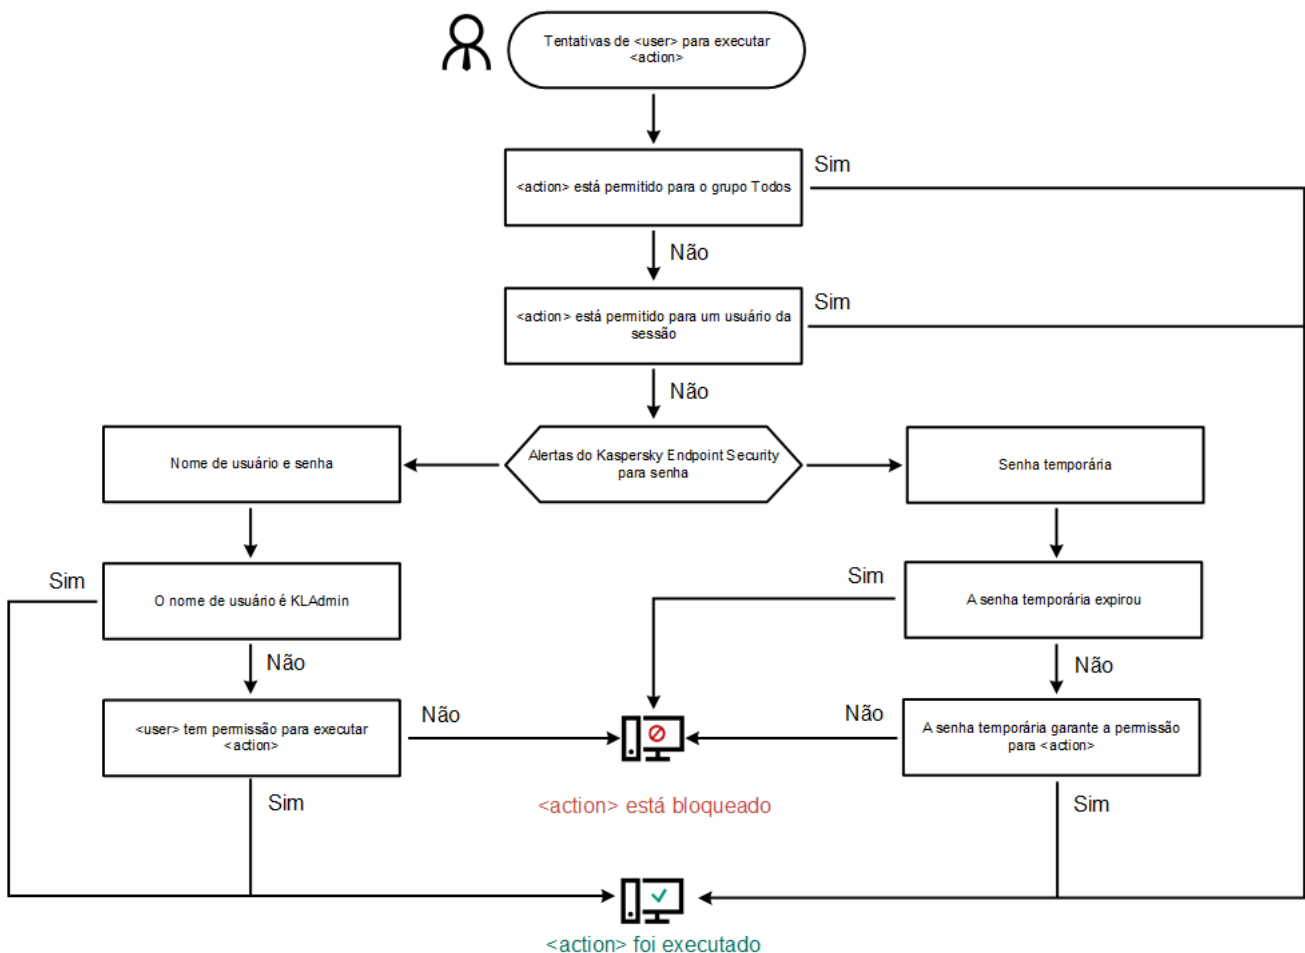 Tentativas de <user> para executar
<action>
Sim
<action> está permitido para o grupo Todos
Não
Sim
<action> está permitido para um usuário da
sessão
Não
Nome de usuário e senha
Alertas do Kaspersky Endpoint Security
para senha
Senha temporária
Sim
O nome de usuário é KLAdmin
Sim
A senha temporária expirou
Não
Não
<user> tem permissão para executar
<action>
Não
Não
A senha temporária garante a permissão
para <action>
Sim
<action> está bloqueado
Sim
<action> foi executado